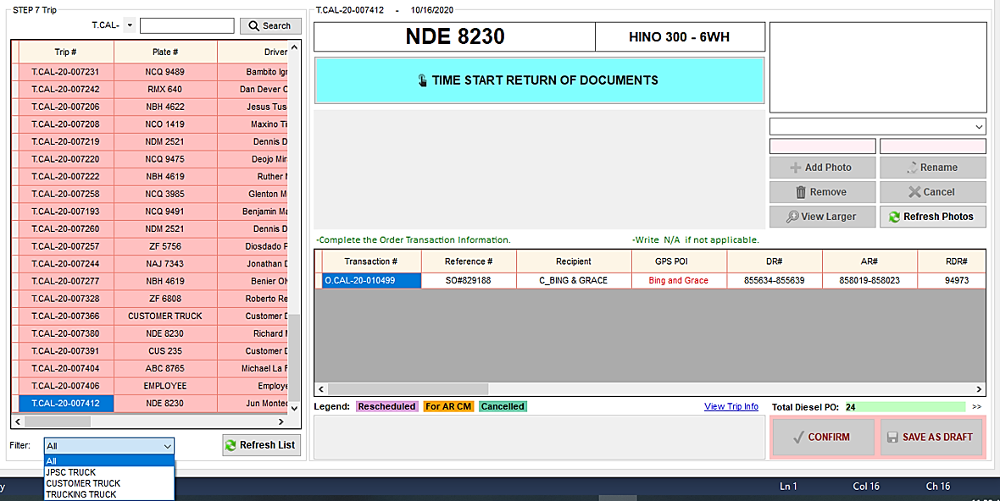 STEP 7 Trip
T.CAL-
Search
Trip # Plate # Driver
T.CAL-20-007231 NCQ 9489 Bambito Ig
T.CAL-20-007242 RMX 640 Dan Dever C
T.CAL-20-007206 NBH 4622 Jesus Tus
T.CAL-20-007208 NCO 1419 Maxino Ti
T.CAL-20-007219 NDM 2521 Dennis D
T.CAL-20-007220 NCQ 9475 Deojo Mi
T.CAL-20-007222 NBH 4619 Ruther
T.CAL-20-007258 NCQ 3985 Glenton M
T.CAL-20-007193 NCQ 9491 Benjamin Ma
T.CAL-20-007260 NDM 2521 Dennis D
T.CAL-20-007257 ZF 5756 Diosdado F
T.CAL-20-007244 NAJ 7343 Jonathan D
T.CAL-20-007277 NBH 4619 Benier Ol
T.CAL-20-007328 ZF 6808 Roberto Re
T.CAL-20-007366 CUSTOMER TRUCK Customer D
T.CAL-20-007380 NDE 8230 Richard
T.CAL-20-007391 CUS 235 Customer D
T.CAL-20-007404 ABC 8765 Michael La F
T.CAL-20-007406 EMPLOYEE Employe
T.CAL-20-007412 NDE 8230 Jun Monte
Filter: All
Refresh List
All
JPSC TRUCK
CUSTOMER TRUCK
TRUCKING TRUCK
T.CAL-20-007412 - 10/16/2020
NDE 8230 HINO 300 - 6WH
TIME START RETURN OF DOCUMENTS
Add Photo Rename
Remove Cancel
View Larger Refresh Photos
-Complete the Order Transaction Information. -Write N/A if not applicable.
Transaction # Reference # Recipient GPS POI DR# AR# RDR#
O.CAL-20-010499 SO#829188 C_BING & GRACE Bing and Grace 855634-855639 858019-858023 94973
Legend: Rescheduled For AR CM Cancelled View Trip Info Total Diesel PO: 24 >>
CONFIRM SAVE AS DRAFT
y Ln 1 Col 16 Ch 16